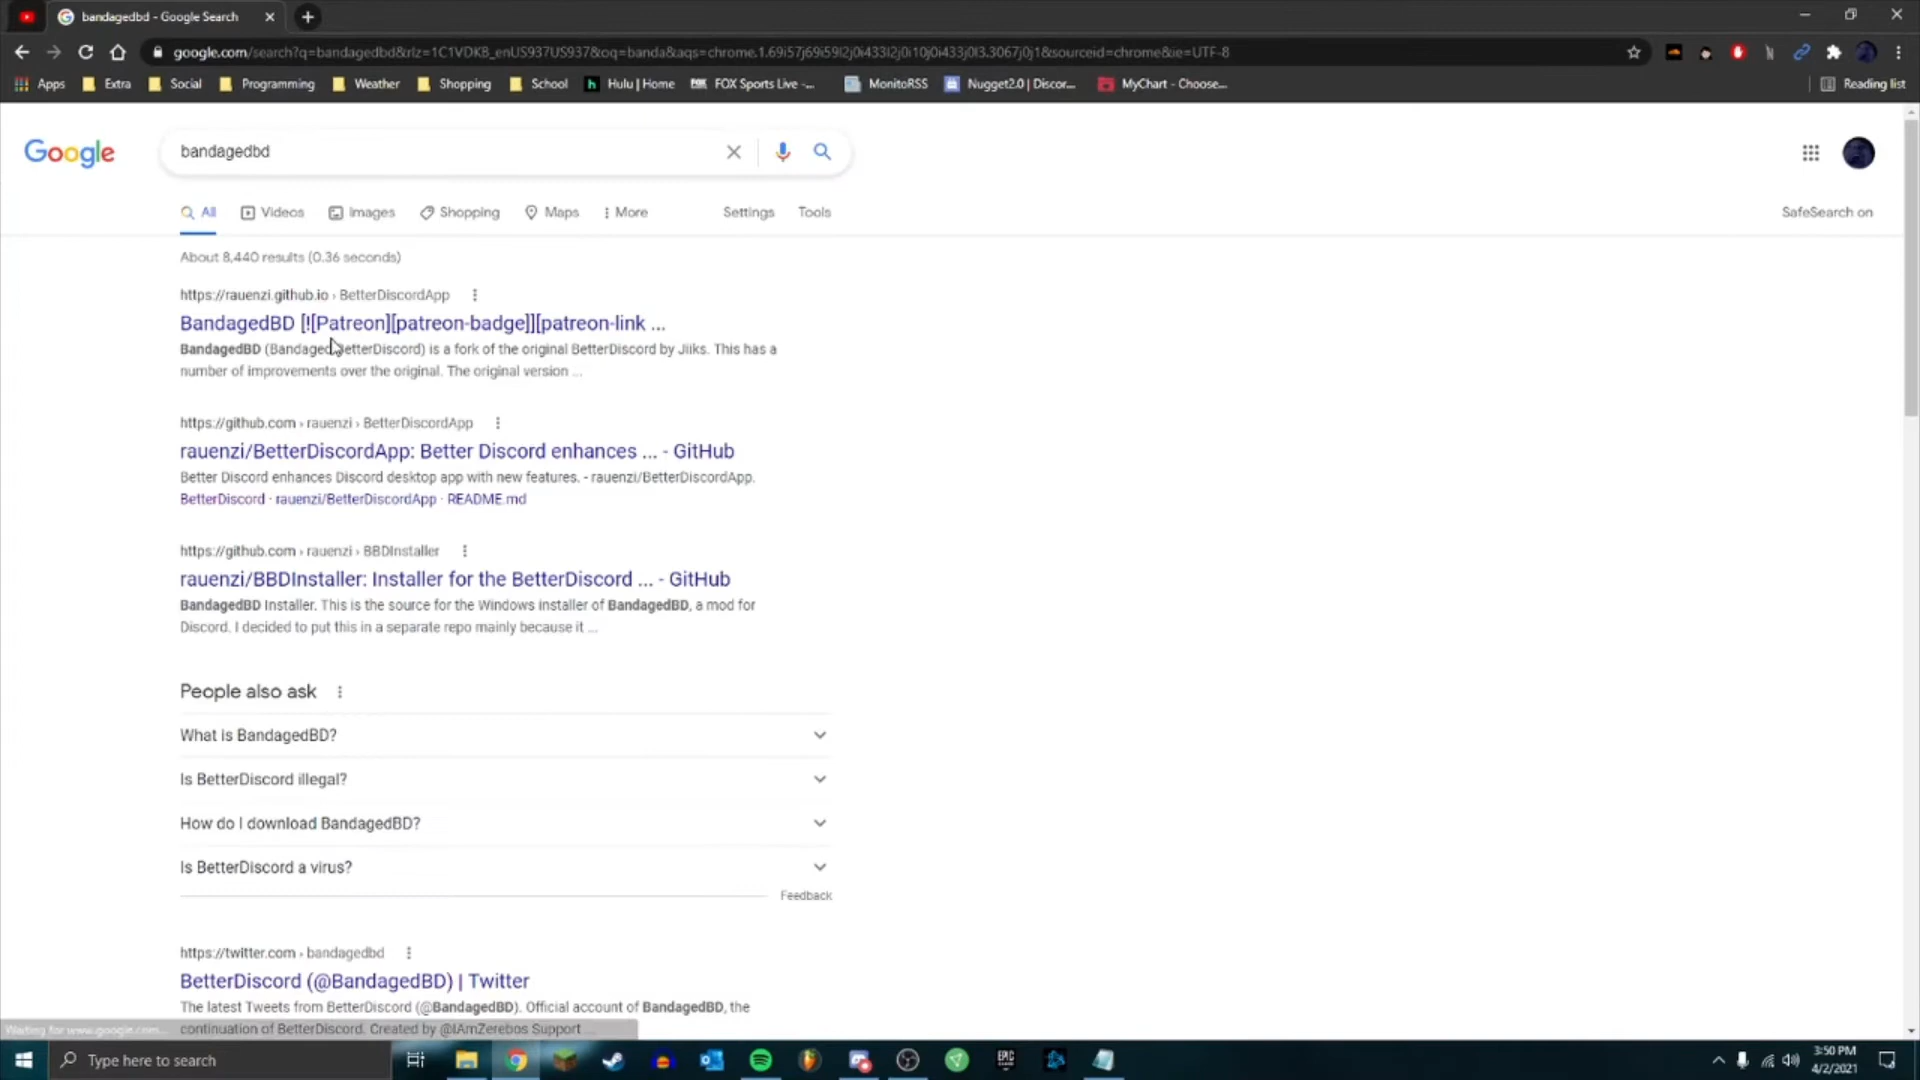 bandagedbd - Google Search
google.com/search?q=bandagedbd&rlz=1C1VDKB_enUS937US937&oq=banda&aqs=chrome.1.69i57j69i59l2j0i433l2j0i10j0i433j0l3.3067j0j1&sourceid=chrome&ie=UTF-8
Apps Extra Social Programming Weather Shopping School Hulu | Home FOX Sports Live -... MonitoRSS Nugget2.0 | Discor... MyChart - Choose... Reading list
Google bandagedbd
All Videos Images Shopping Maps More Settings Tools SafeSearch on
About 8,440 results (0.36 seconds)
https://rauenzi.github.io › BetterDiscordApp
BandagedBD [![Patreon][patreon-badge]][patreon-link ...
BandagedBD (Bandaged BetterDiscord) is a fork of the original BetterDiscord by Jiiks. This has a
number of improvements over the original. The original version ...
https://github.com › rauenzi › BetterDiscordApp
rauenzi/BetterDiscordApp: Better Discord enhances ... - GitHub
Better Discord enhances Discord desktop app with new features. - rauenzi/BetterDiscordApp.
BetterDiscord · rauenzi/BetterDiscordApp · README.md
https://github.com › rauenzi › BBDInstaller
rauenzi/BBDInstaller: Installer for the BetterDiscord ... - GitHub
BandagedBD Installer. This is the source for the Windows installer of BandagedBD, a mod for
Discord. I decided to put this in a separate repo mainly because it ...
People also ask
What is BandagedBD?
Is BetterDiscord illegal?
How do I download BandagedBD?
Is BetterDiscord a virus?
Feedback
https://twitter.com › bandagedbd
BetterDiscord (@BandagedBD) | Twitter
The latest Tweets from BetterDiscord (@BandagedBD). Official account of BandagedBD, the
continuation of BetterDiscord. Created by @IAmZerebos Support ...
Waiting for www.google.com...
Type here to search
EPIC
3:50 PM
4/2/2021